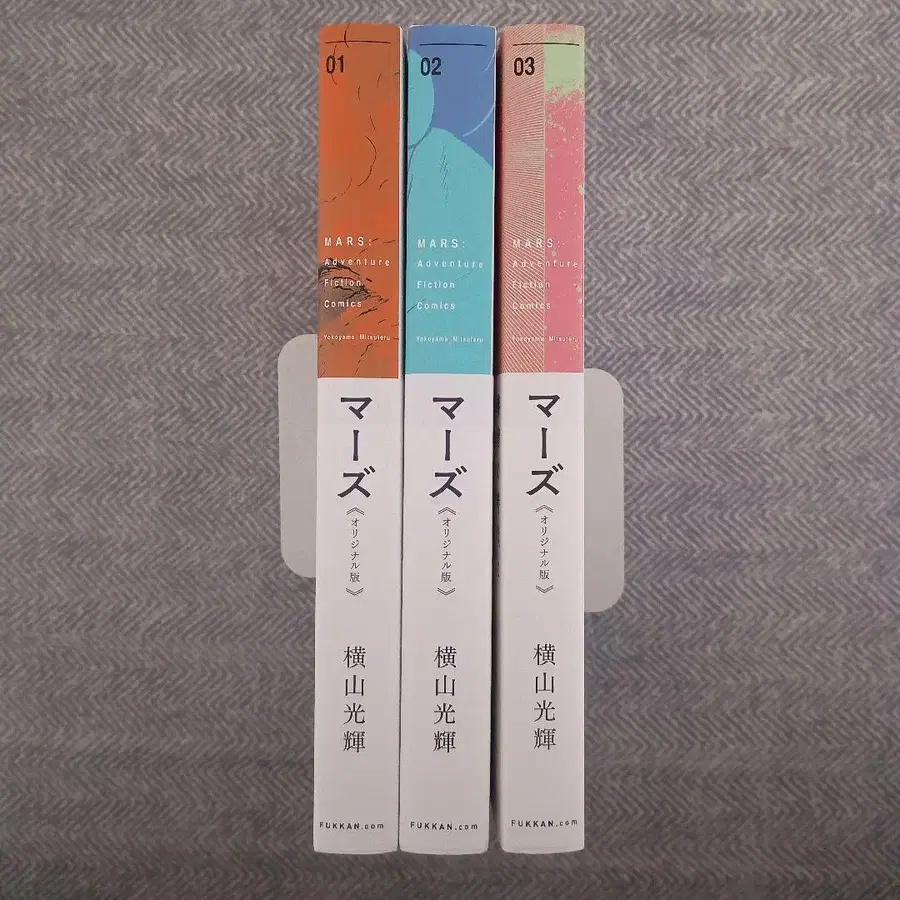 01
MARS:
Adventure
Fiction
Comics
Yokoyama Mitsuteru
マーズ
《オリジナル版》
横山光輝
FUKKAN.com
02
MARS:
Adventure
Fiction
Comics
Yokoyama Mitsuteru
マーズ
《オリジナル版》
横山光輝
FUKKAN.com
03
MARS:
Adventure
Fiction
Comics
Yokoyama Mitsuteru
マーズ
《オリジナル版》
横山光輝
FUKKAN.com